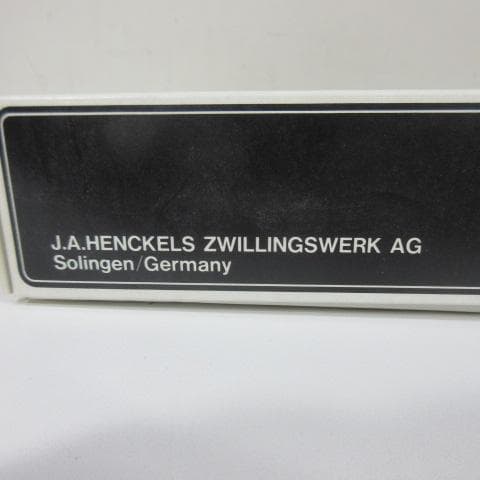 J.A.HENCKELS ZWILLINGSWERK AG
Solingen/Germany